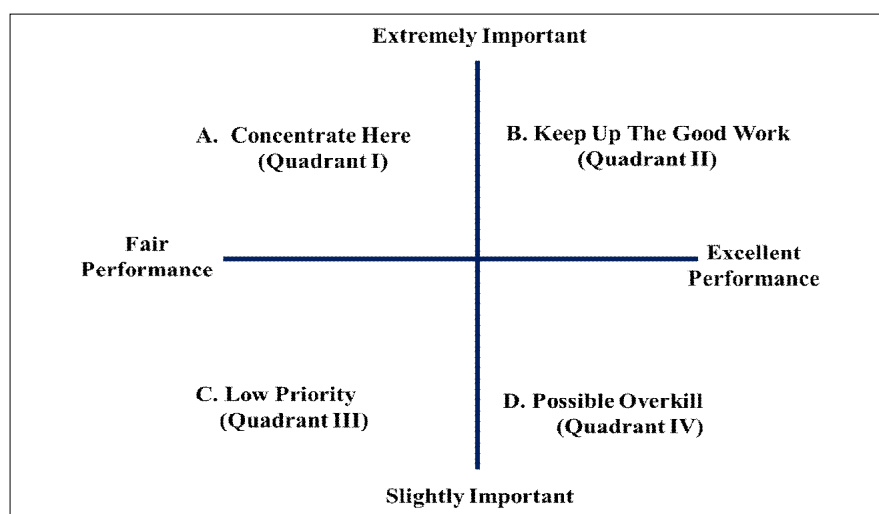 Extremely Important
A. Concentrate Here
(Quadrant I)
B. Keep Up The Good Work
(Quadrant II)
Fair
Performance
Excellent
Performance
C. Low Priority
(Quadrant III)
D. Possible Overkill
(Quadrant IV)
Slightly Important